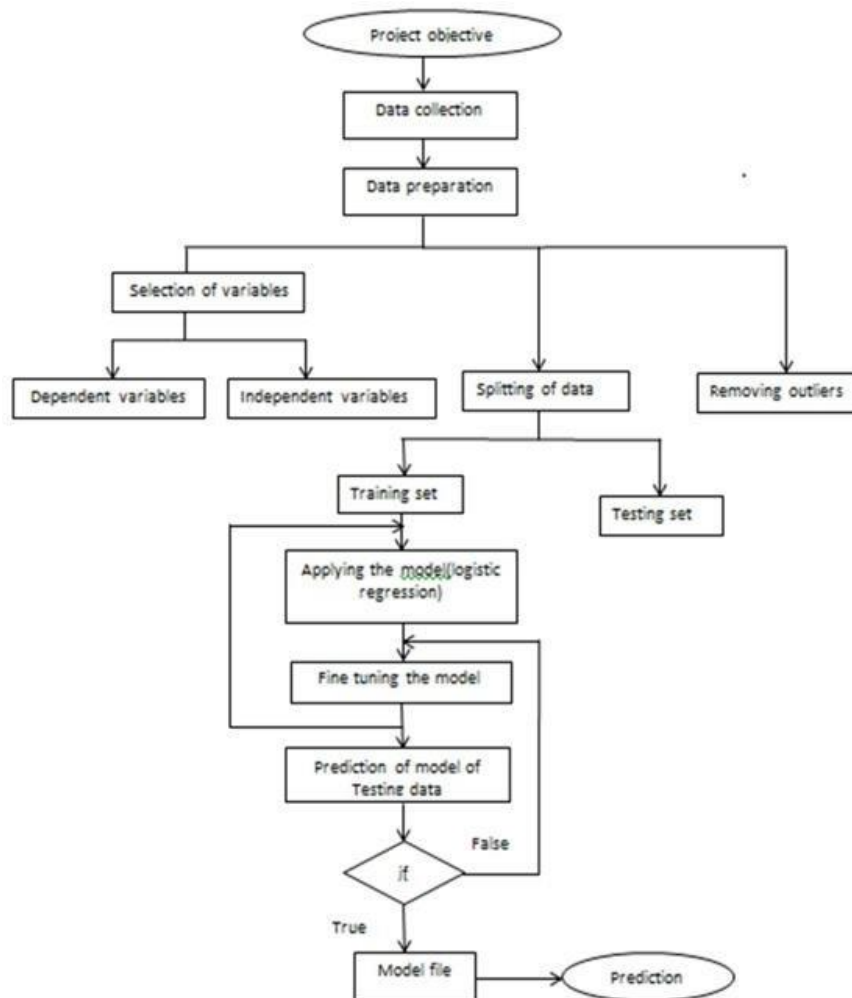 Project objective
Data collection
Data preparation
Selection of variables
Dependent variables
Independent variables
Splitting of data
Removing outliers
Training set
Testing set
Applying the model(logistic
regression)
Fine tuning the model
Prediction of model of
Testing data
False
if
True
Model file
Prediction